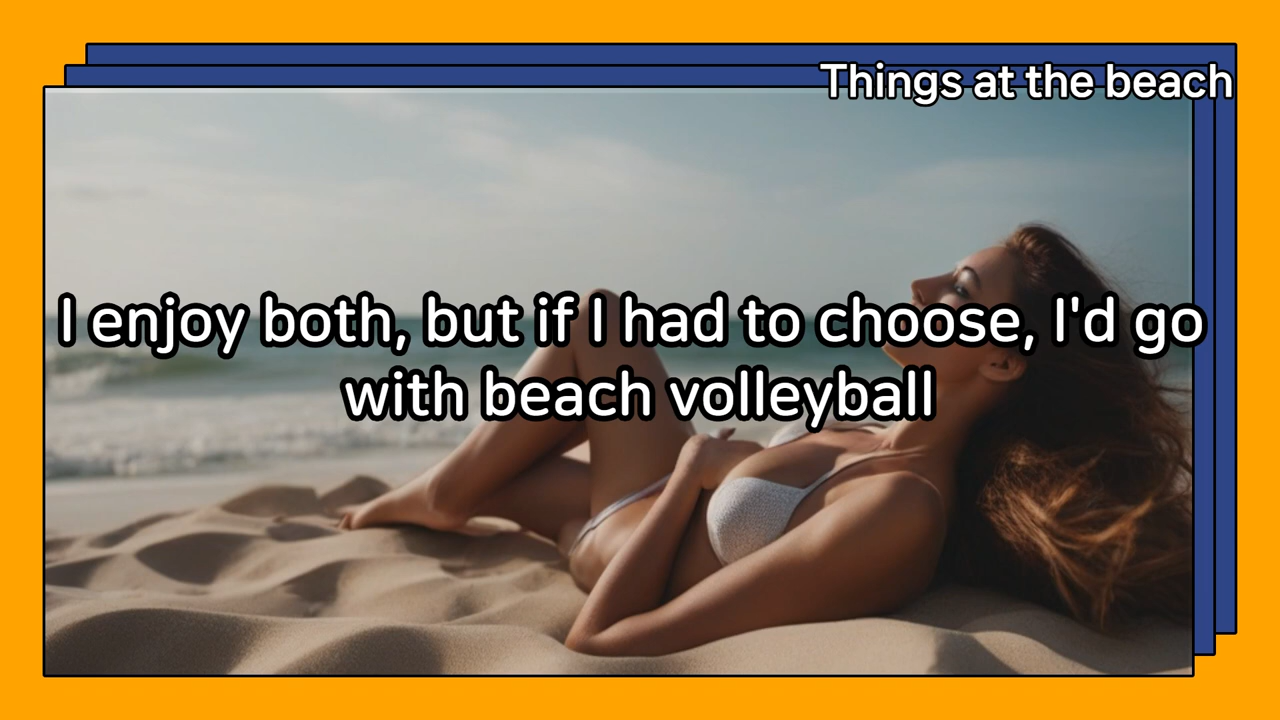 Things at the beach
I enjoy both, but if I had to choose, I'd go
with beach volleyball